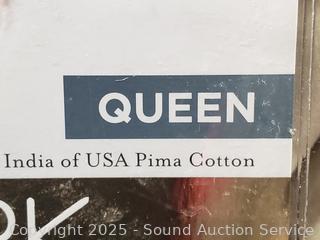 QUEEN
India of USA Pima Cotton
Copyright 2025 - Sound Auction Service